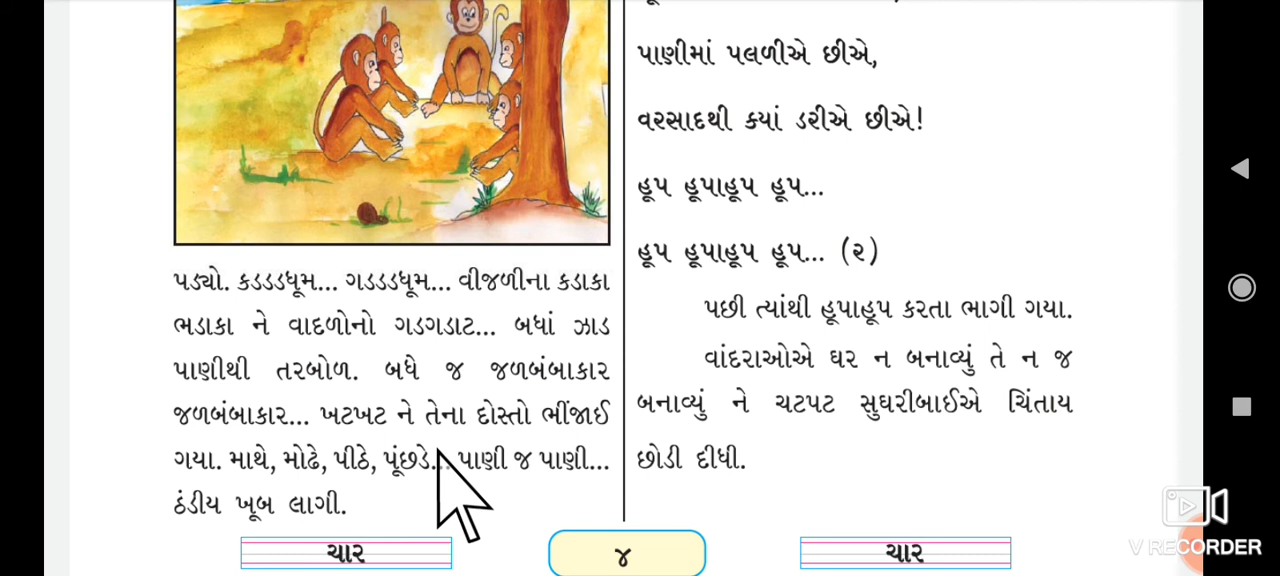 પડ્યો. કડડડધૂમ... ગડડડધૂમ... વીજળીના કડાકા
ભડાકા ને વાદળોનો ગડગડાટ... બધાં ઝાડ
પાણીથી તરબોળ. બધે જ જળબંબાકાર
જળબંબાકાર... ખટખટ ને તેના દોસ્તો ભીંજાઈ
ગયા. માથે, મોઢે, પીઠે, પૂંછડે... પાણી જ પાણી...
ઠંડીય ખૂબ લાગી.
પાણીમાં પલળીએ છીએ,
વરસાદથી ક્યાં ડરીએ છીએ!
હૂપ હૂપાહૂપ હૂપ...
હૂપ હૂપાહૂપ હૂપ... (૨)
પછી ત્યાંથી હૂપાહૂપ કરતા ભાગી ગયા.
વાંદરાઓએ ઘર ન બનાવ્યું તે ન જ
બનાવ્યું ને ચટપટ સુઘરીબાઈએ ચિંતાય
છોડી દીધી.
ચાર
૪
ચાર
V RECORDER